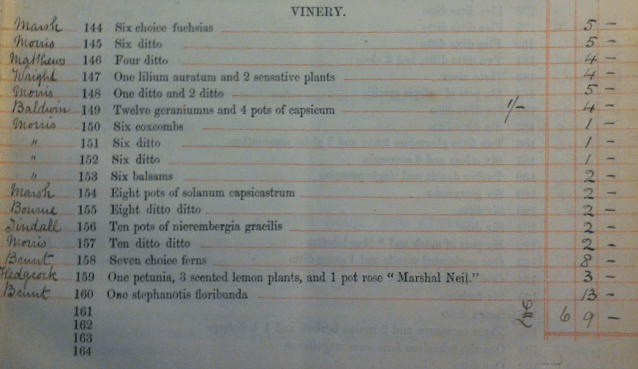 VINERY.
Marsh 144 Six choice fuchsias 5 -
Morris 145 Six ditto 5 -
Matthews 146 Four ditto 4 -
Wright 147 One lilium auratum and 2 sensative plants 4 -
Morris 148 One ditto and 2 ditto 5 -
Baldwin 149 Twelve geraniumns and 4 pots of capsicum 1/- 4 -
Morris 150 Six coxcombs 1 -
" 151 Six ditto 1 -
" 152 Six ditto 1 -
" 153 Six balsams 2 -
Marsh 154 Eight pots of solanum capsicastrum 2 -
Bourne 155 Eight ditto ditto 2 -
Tindall 156 Ten pots of nierembergia gracilis 2 -
Morris 157 Ten ditto ditto 2 -
Brunt 158 Seven choice ferns 8 -
Hedgcock 159 One petunia, 3 scented lemon plants, and 1 pot rose “ Marshal Neil.” 3 -
Brunt 160 One stephanotis floribunda 13 -
161 6 9 -
162
163
164